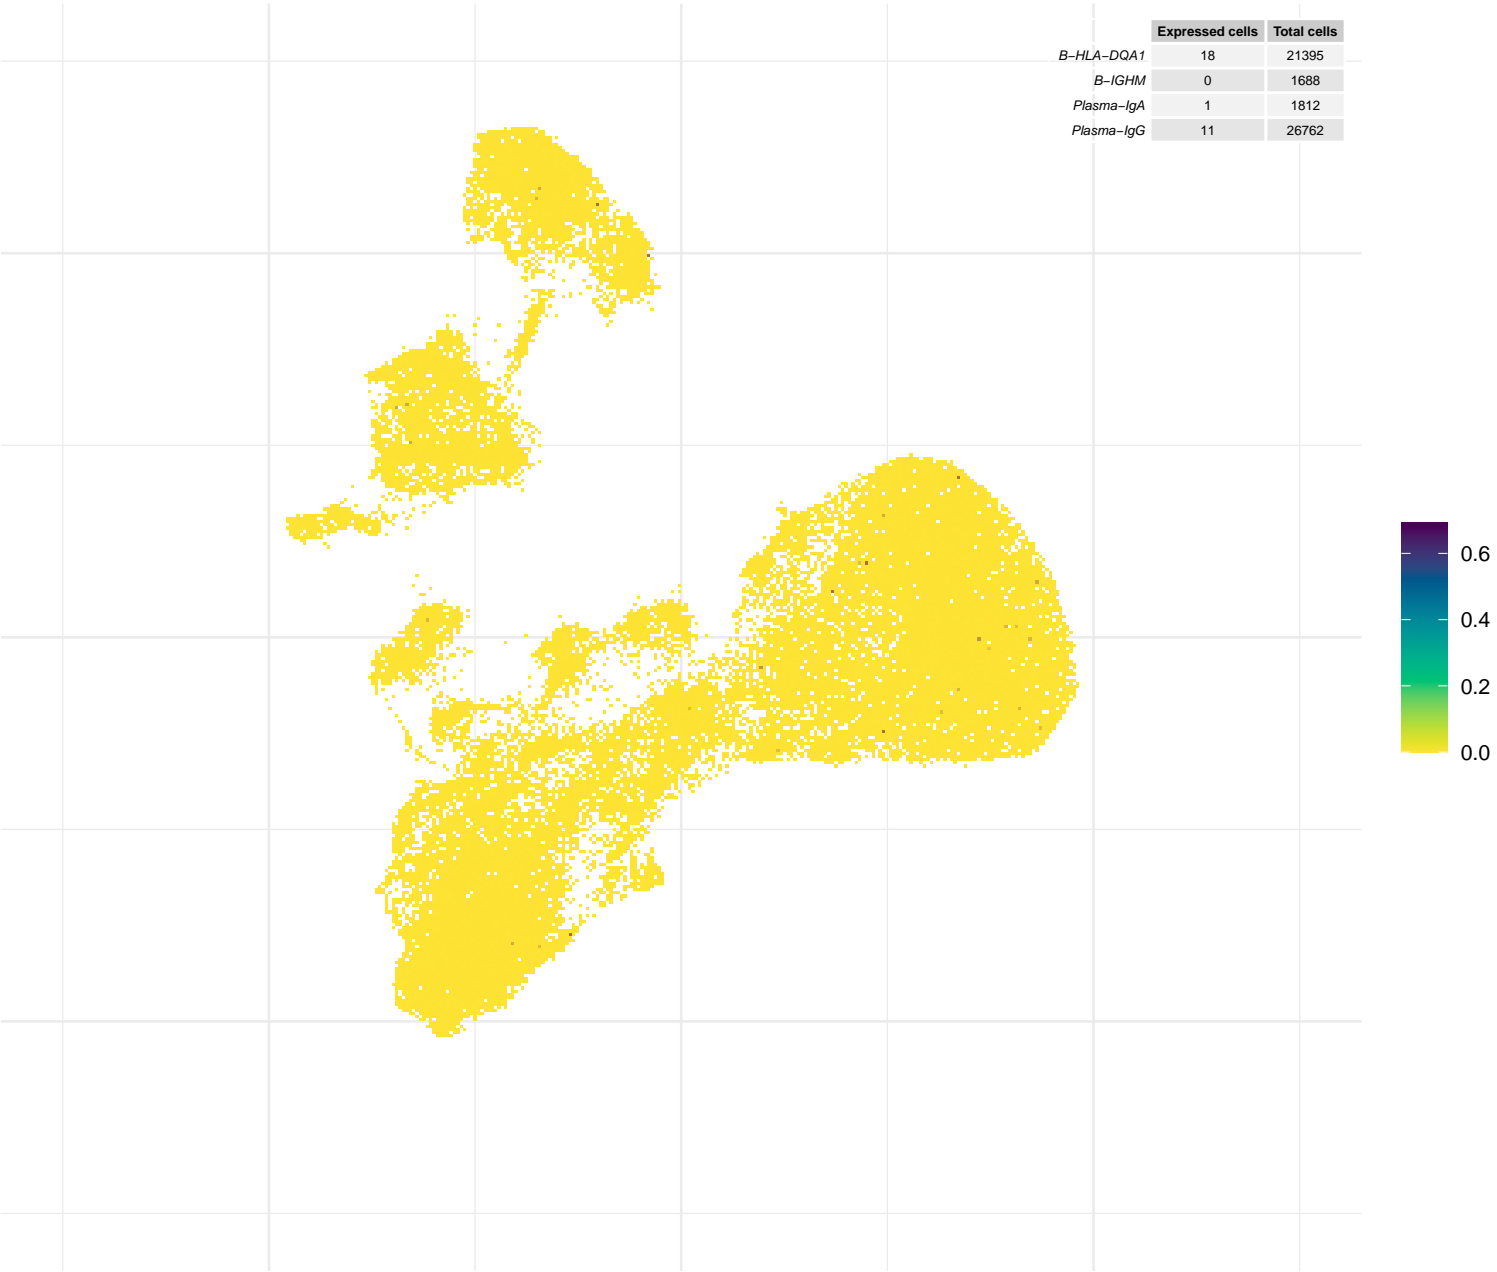 Expressed cells Total cells
B-HLA-DQA1 18 21395
B-IGHM 0 1688
Plasma-IgA 1 1812
Plasma-IgG 11 26762
0.6
0.4
0.2
0.0